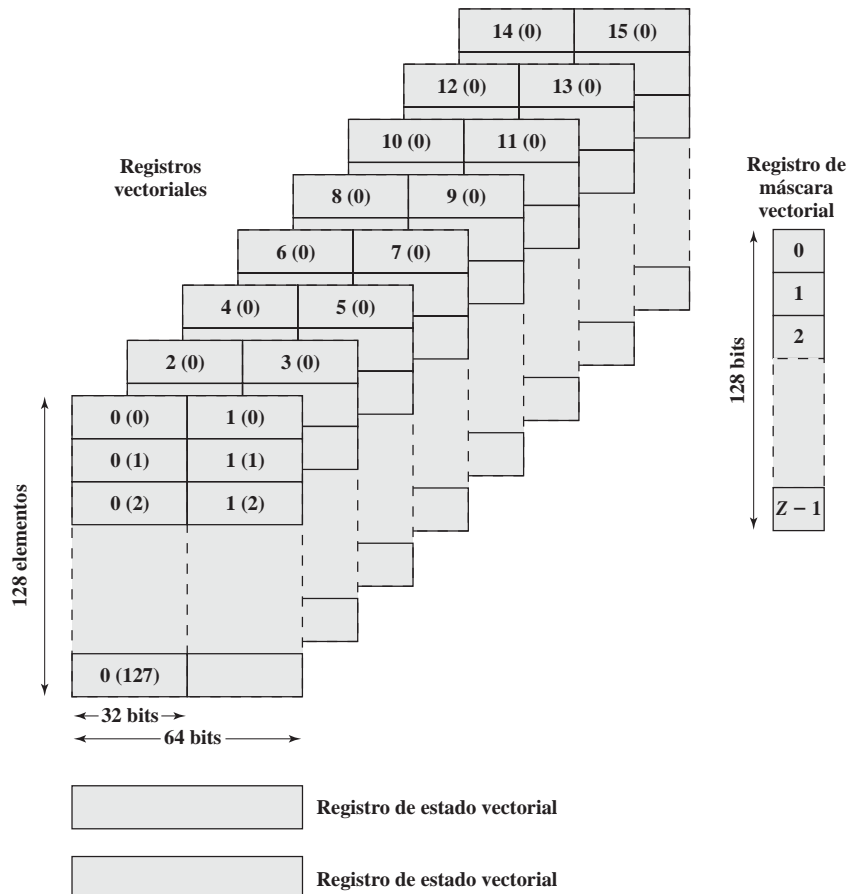 14 (0) 15 (0)
12 (0) 13 (0)
10 (0) 11 (0)
8 (0) 9 (0)
6 (0) 7 (0)
4 (0) 5 (0)
2 (0) 3 (0)
0 (0) 1 (0)
0 (1) 1 (1)
0 (2) 1 (2)
0 (127)
Registros
vectoriales
128 elementos
32 bits
64 bits
Registro de
máscara
vectorial
0
1
2
Z – 1
128 bits
Registro de estado vectorial
Registro de estado vectorial